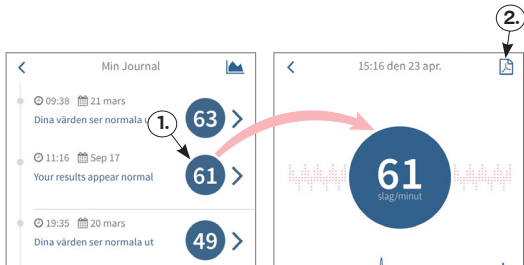 2.
Min Journal
09:38 21 mars
Dina värden ser normala
63
1.
11:16 Sep 17
Your results appear normal
61
19:35 20 mars
Dina värden ser normala ut
49
15:16 den 23 apr.
61
slag/minut